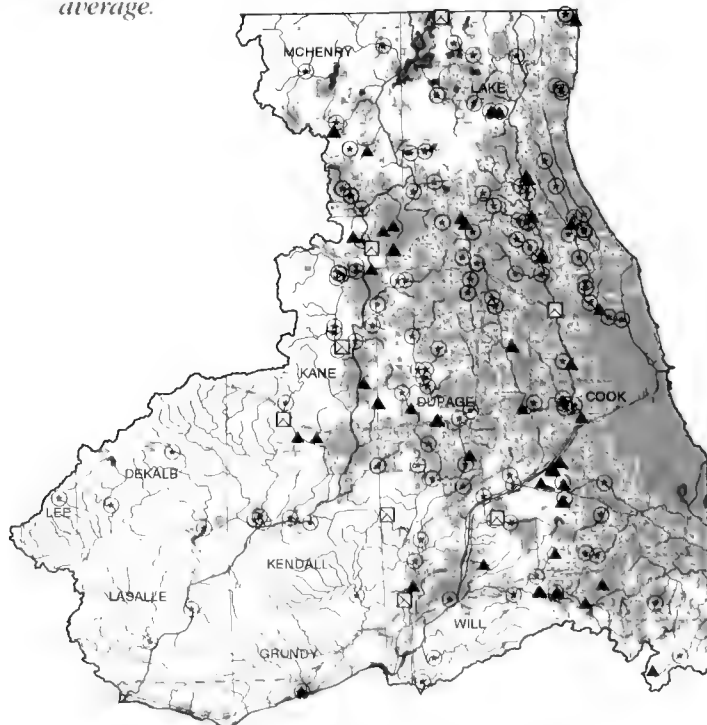 average.
MCHENRY
LAKE
KANE
DUPAGE
COOK
DEKALB
LEE
KENDALL
LASALLE
WILL
GRUNDY